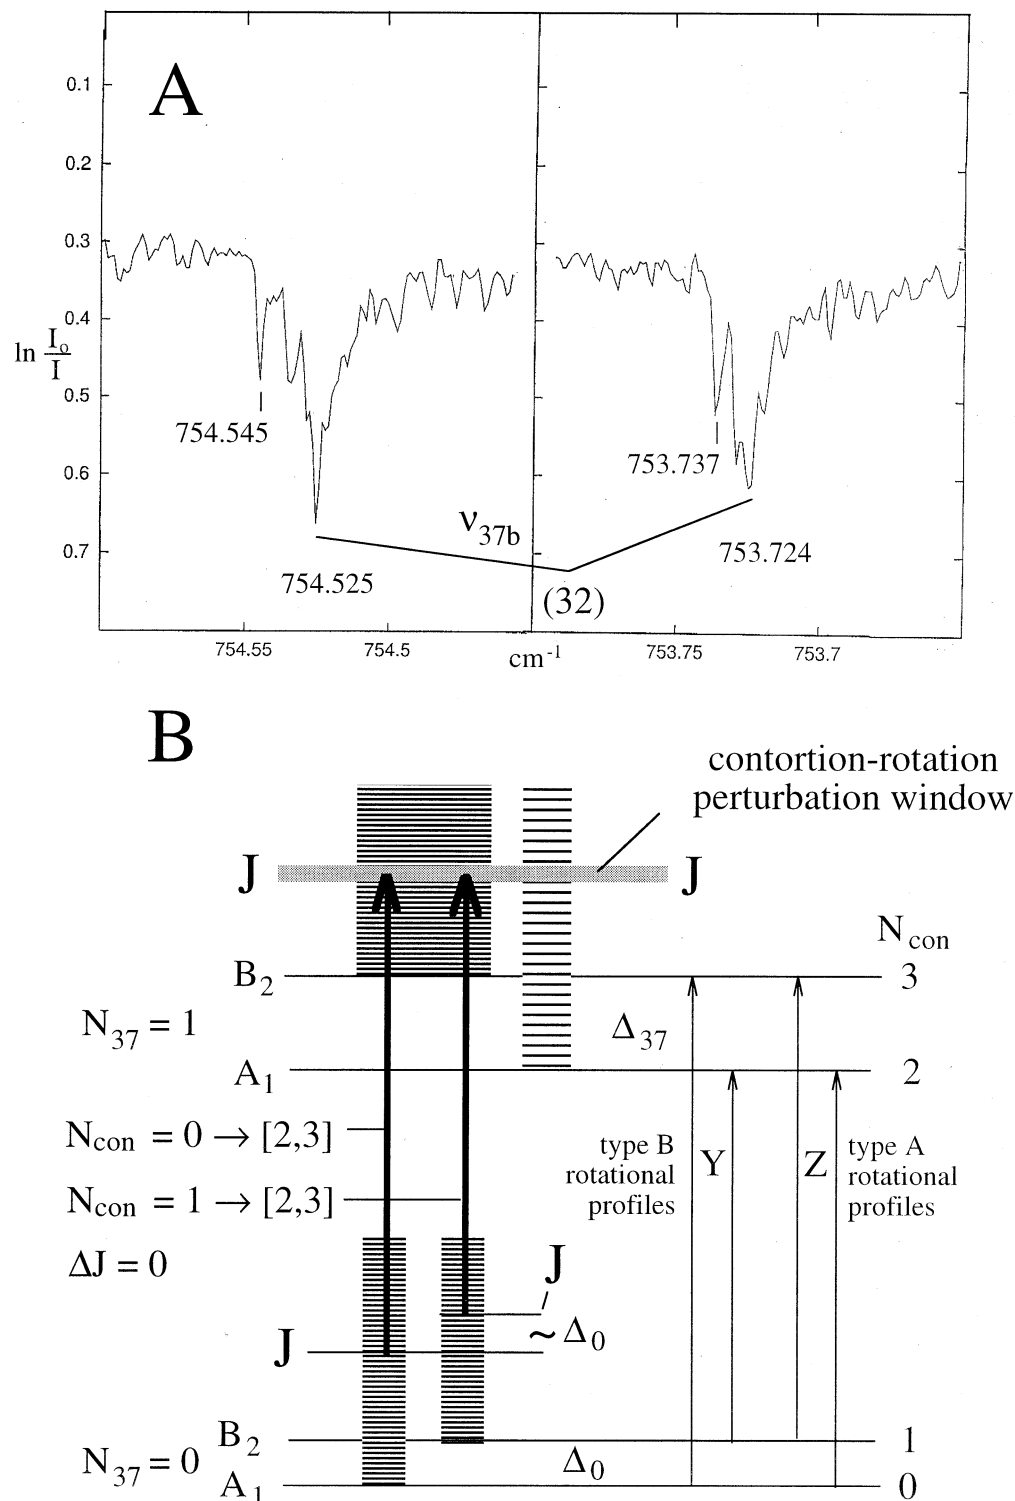 A
0.1
0.2
0.3
0.4
0.5
0.6
0.7
ln I₀/I
754.545
753.737
ν37b
754.525
753.724
(32)
754.55
754.5
cm⁻¹
753.75
753.7
B
contortion-rotation
perturbation window
J
J
N_con
B₂
3
N₃₇ = 1
Δ₃₇
A₁
2
N_con = 0 → [2,3]
N_con = 1 → [2,3]
ΔJ = 0
type B
rotational
profiles
Y
Z
type A
rotational
profiles
J
~ Δ₀
J
B₂
1
N₃₇ = 0
Δ₀
A₁
0